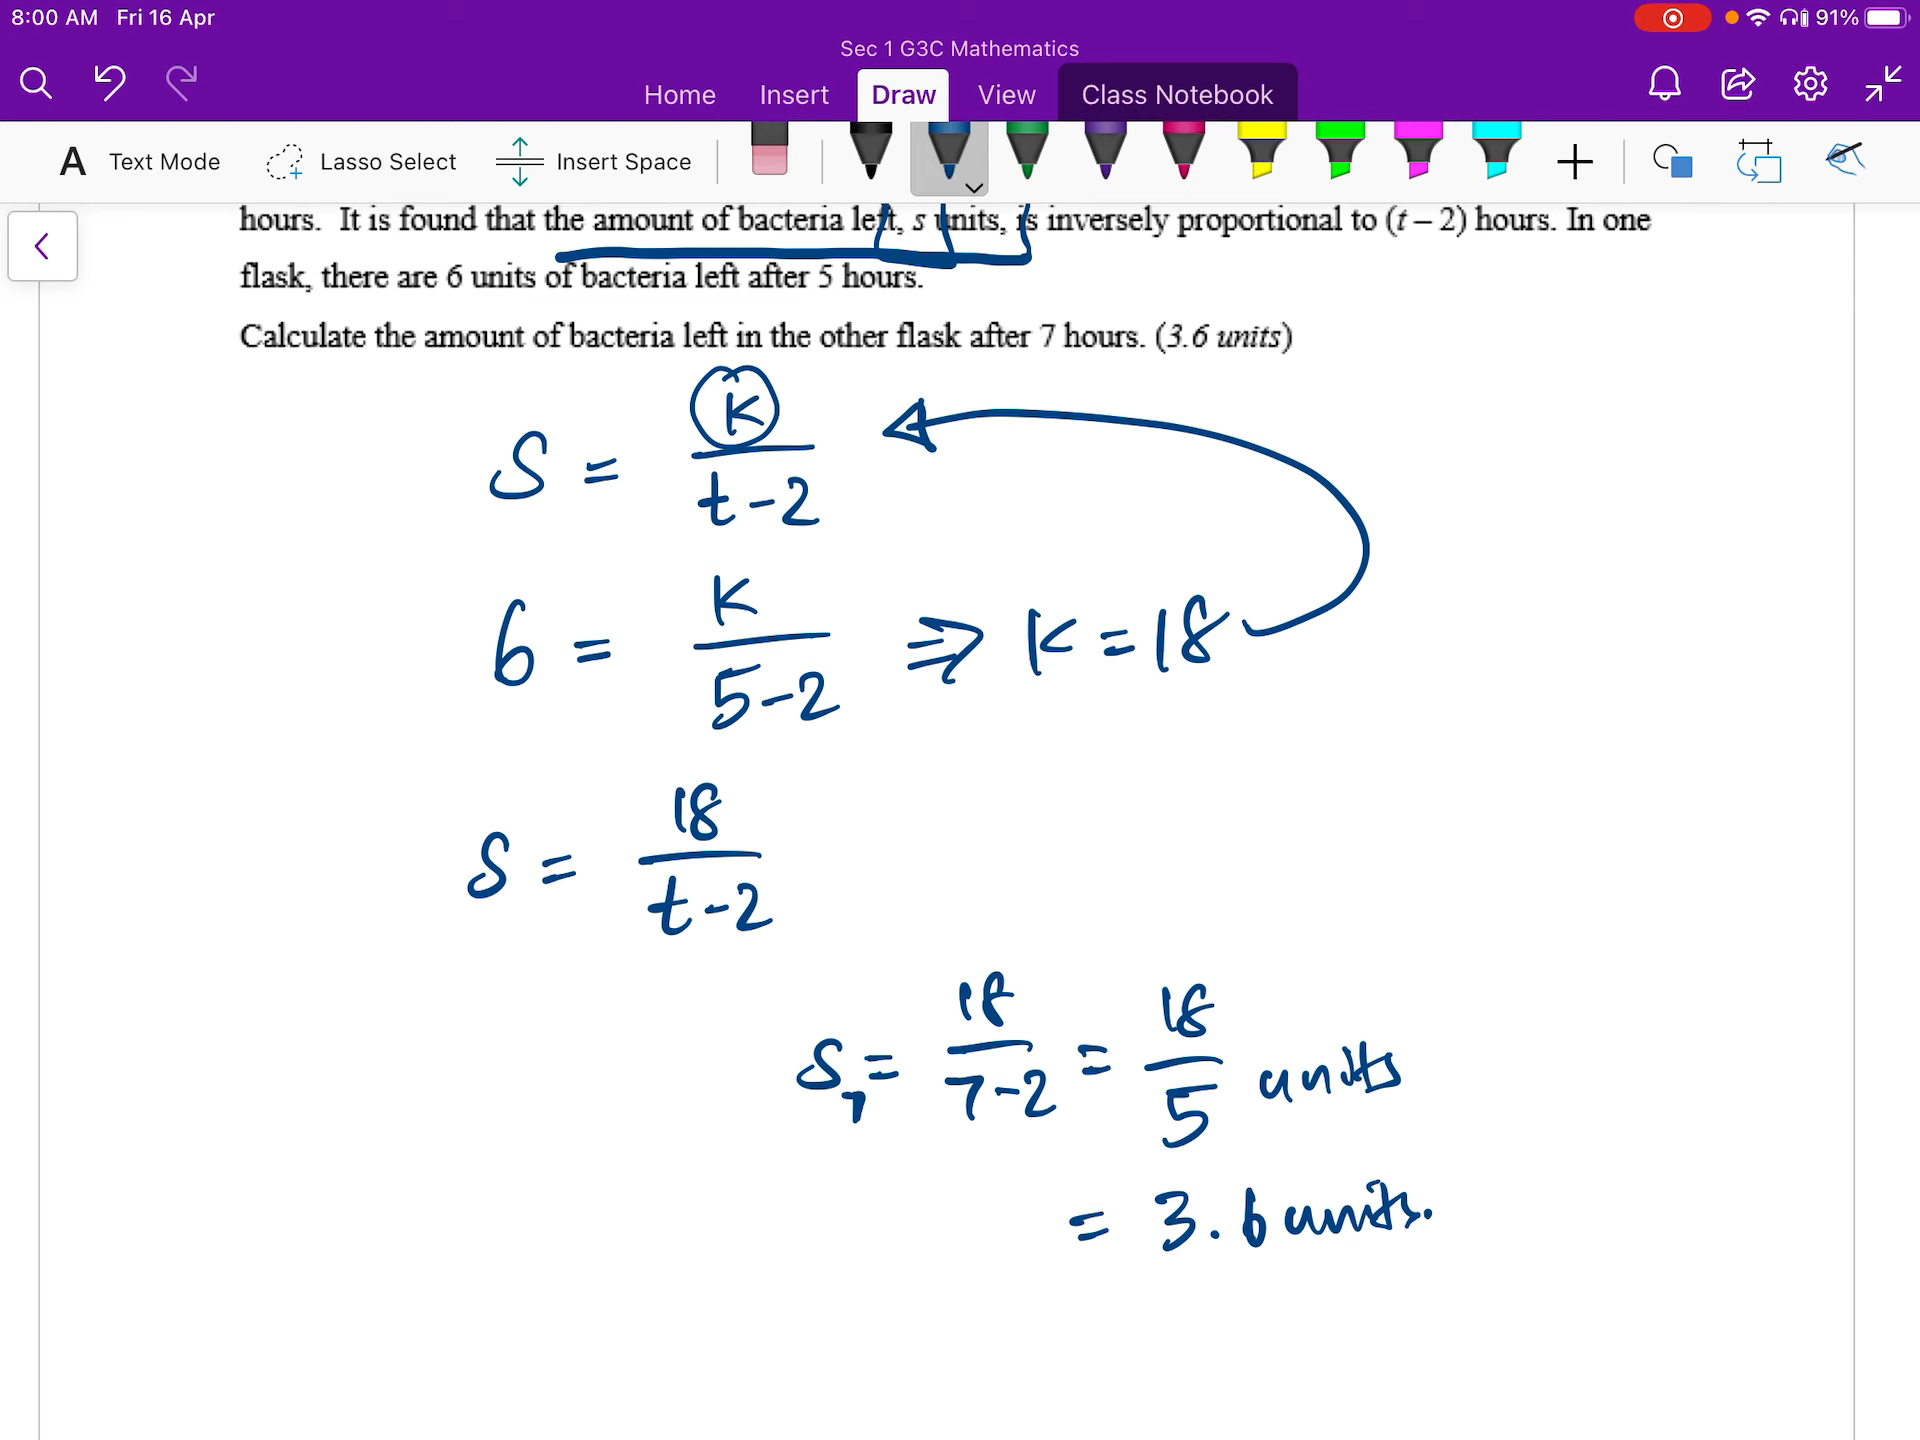 8:00 AM Fri 16 Apr
91%
Sec 1 G3C Mathematics
Home Insert Draw View Class Notebook
A Text Mode Lasso Select Insert Space
hours. It is found that the amount of bacteria left, s units, is inversely proportional to (t – 2) hours. In one
flask, there are 6 units of bacteria left after 5 hours.
Calculate the amount of bacteria left in the other flask after 7 hours. (3.6 units)
S = k / t-2
6 = k / 5-2 ⇒ k = 18
S = 18 / t-2
S₇ = 18 / 7-2 = 18 / 5 units
= 3.6 units.